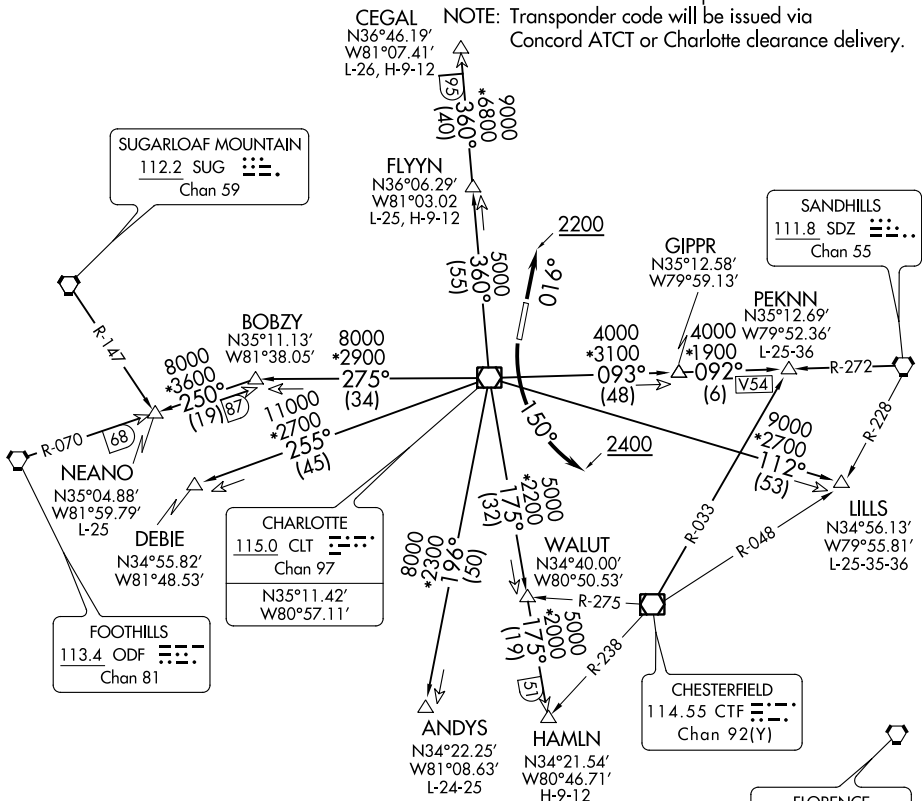 NOTE: Transponder code will be issued via
Concord ATCT or Charlotte clearance delivery.
CEGAL
N36°46.19'
W81°07.41'
L-26, H-9-12
95
9000
*6800
360°
(40)
FLYYN
N36°06.29'
W81°03.02
L-25, H-9-12
5000
360°
(55)
SUGARLOAF MOUNTAIN
112.2 SUG
Chan 59
R-147
2200
016°
GIPPR
N35°12.58'
W79°59.13'
SANDHILLS
111.8 SDZ
Chan 55
PEKNN
N35°12.69'
W79°52.36'
L-25-36
BOBZY
N35°11.13'
W81°38.05'
8000
*2900
275°
(34)
8000
*3600
250°
(19)
87
4000
*3100
093°
(48)
4000
*1900
092°
(6)
V54
R-272
R-228
R-070
68
NEANO
N35°04.88'
W81°59.79'
L-25
11000
*2700
255°
(45)
DEBIE
N34°55.82'
W81°48.53'
150°
2400
9000
*2700
112°
(53)
LILLS
N34°56.13'
W79°55.81'
L-25-35-36
CHARLOTTE
115.0 CLT
Chan 97
N35°11.42'
W80°57.11'
8000
*2300
196°
(50)
5000
*2200
175°
(32)
WALUT
N34°40.00'
W80°50.53'
R-033
R-048
R-275
R-238
5000
*2000
175°
(19)
51
FOOTHILLS
113.4 ODF
Chan 81
ANDYS
N34°22.25'
W81°08.63'
L-24-25
HAMLN
N34°21.54'
W80°46.71'
H-9-12
CHESTERFIELD
114.55 CTF
Chan 92(Y)
FLORENCE